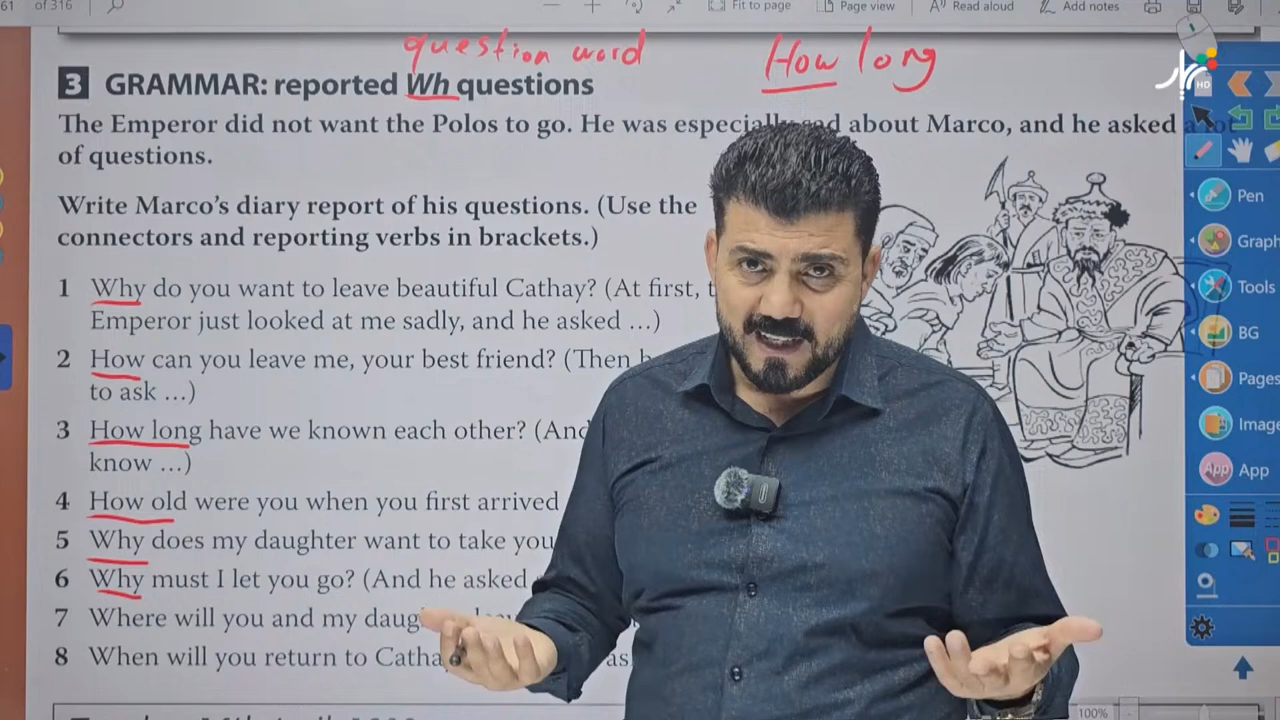 61 of 316 Fit to page Page view Read aloud Add notes
question word How long
3 GRAMMAR: reported Wh questions
The Emperor did not want the Polos to go. He was especially sad about Marco, and he asked a lot
of questions.
Write Marco's diary report of his questions. (Use the
connectors and reporting verbs in brackets.)
1 Why do you want to leave beautiful Cathay? (At first,
Emperor just looked at me sadly, and he asked …)
2 How can you leave me, your best friend? (Then
to ask …)
3 How long have we known each other? (And
know …)
4 How old were you when you first arrived
5 Why does my daughter want to take you
6 Why must I let you go? (And he asked
7 Where will you and my
8 When will you return to
Pen
Graph
Tools
BG
Pages
Image
App App
100%
HD